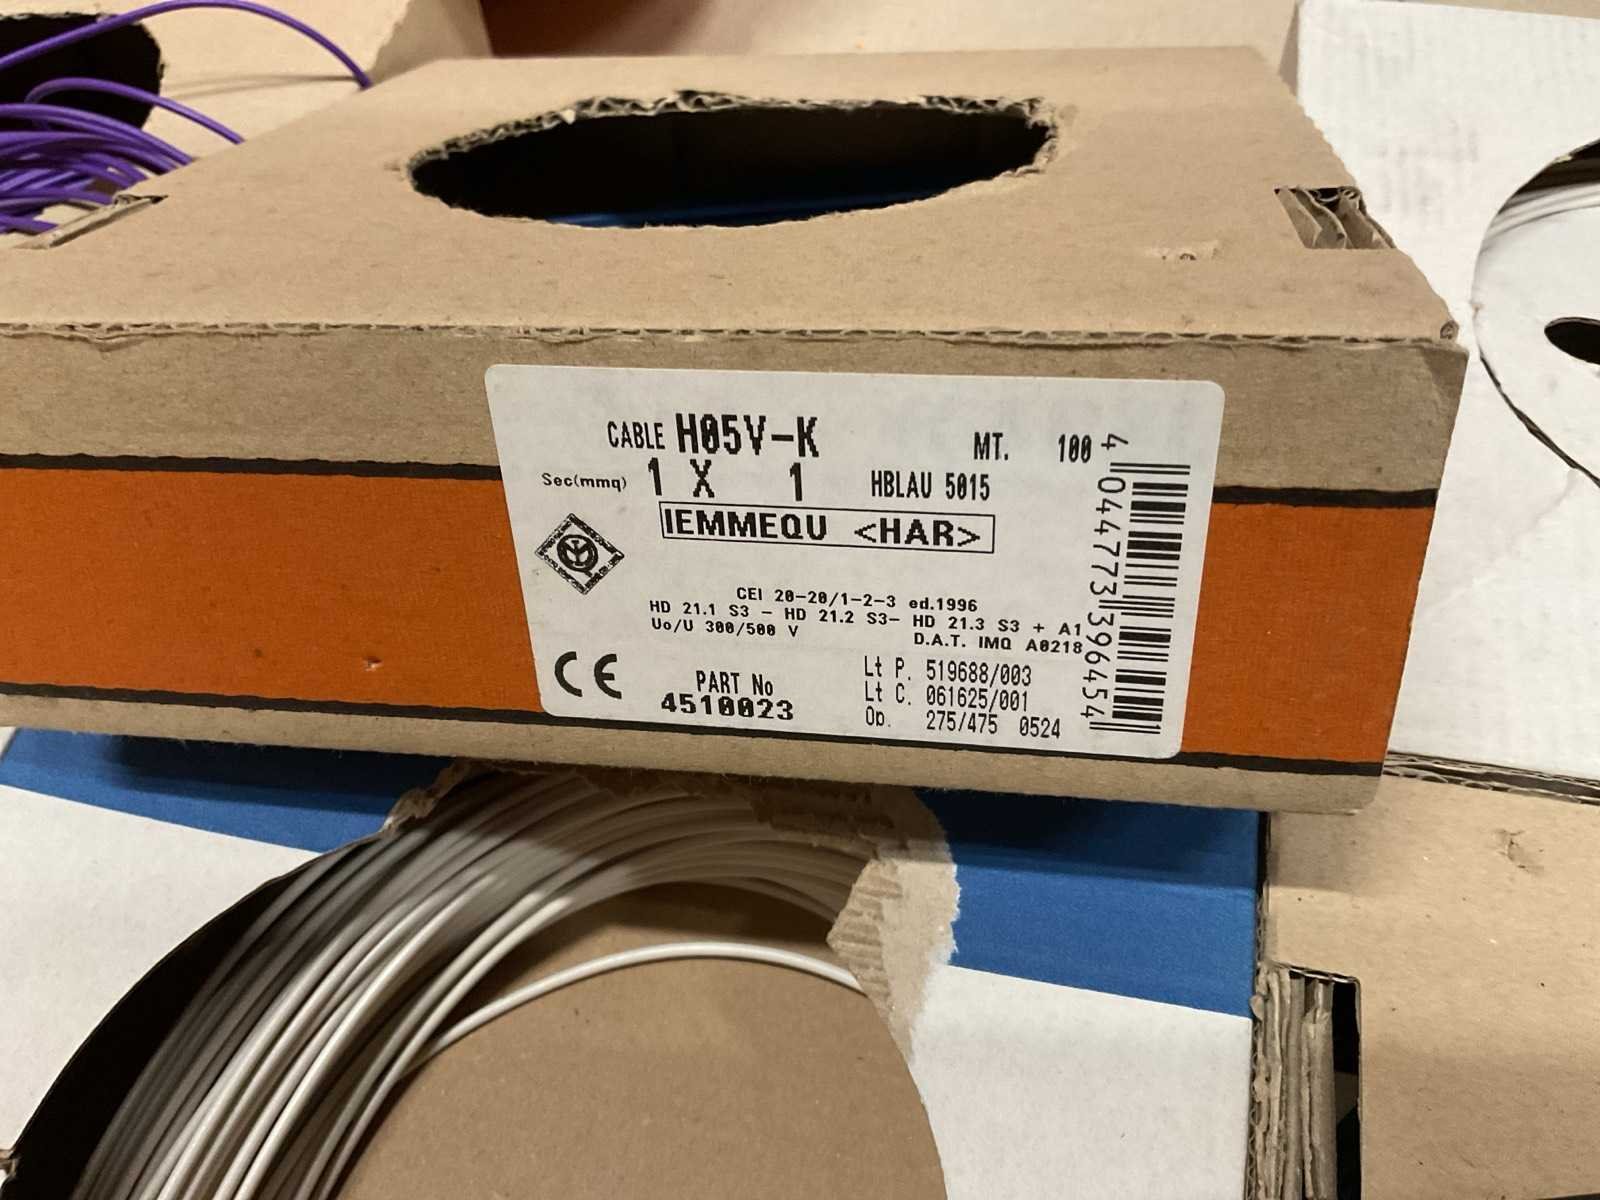 CABLE H05V-K MT. 100
Sec(mmq) 1 X 1 HBLAU 5015
IEMMEQU <HAR>
CEI 20-20/1-2-3 ed.1996
HD 21.1 S3 - HD 21.2 S3- HD 21.3 S3 + A1
Uo/U 300/500 V D.A.T. IMQ A0218
CE
PART No
4510023
Lt P. 519688/003
Lt C. 061625/001
Op. 275/475 0524
4 044773 396454